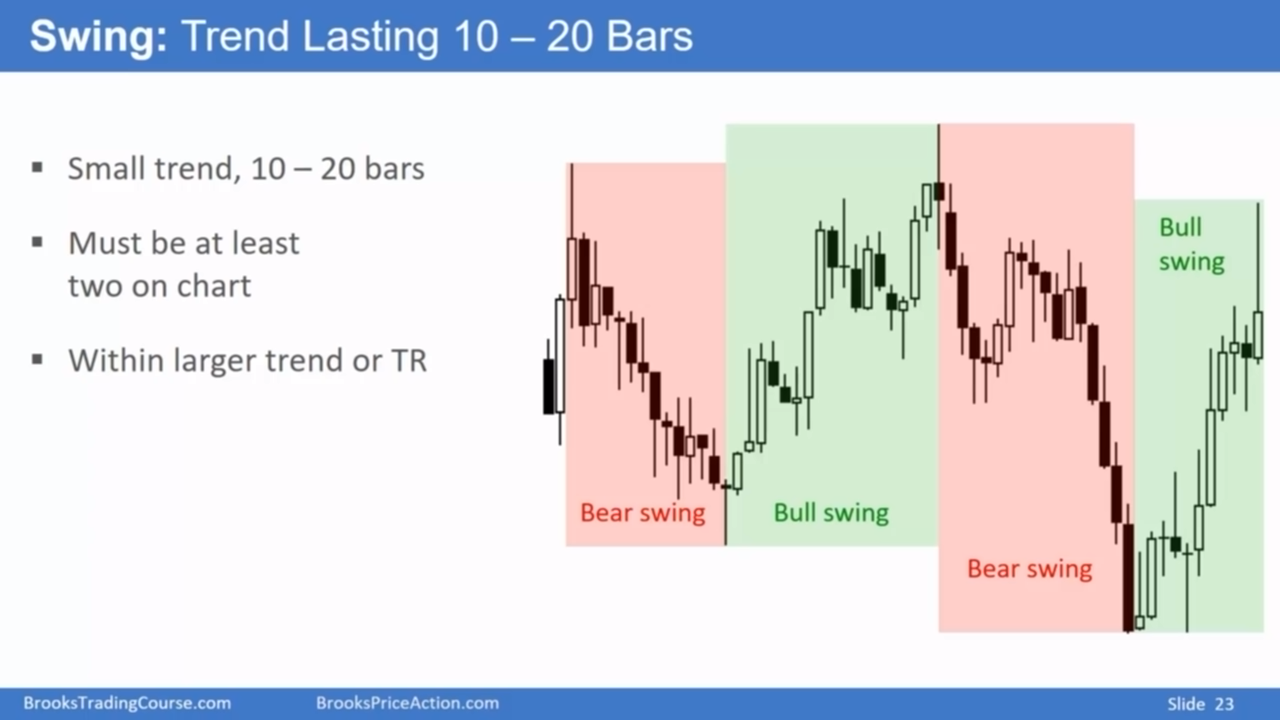 Swing: Trend Lasting 10 – 20 Bars
▪ Small trend, 10 – 20 bars
▪ Must be at least
two on chart
▪ Within larger trend or TR
Bear swing
Bull swing
Bear swing
Bull
swing
BrooksTradingCourse.com
BrooksPriceAction.com
Slide 23